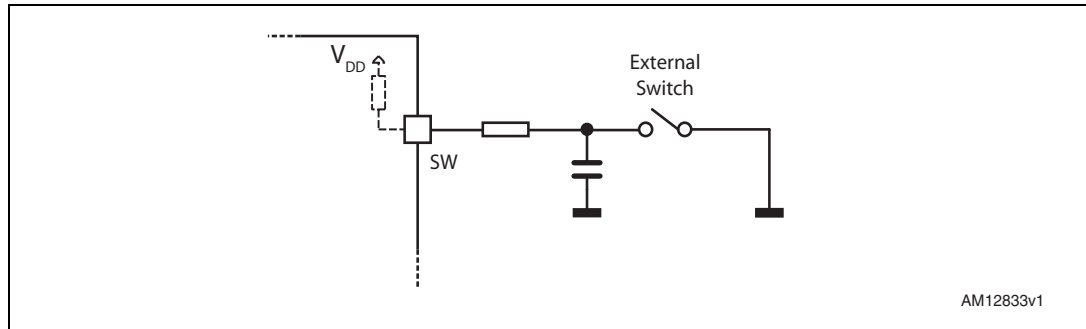 V_DD
External
Switch
SW
AM12833v1